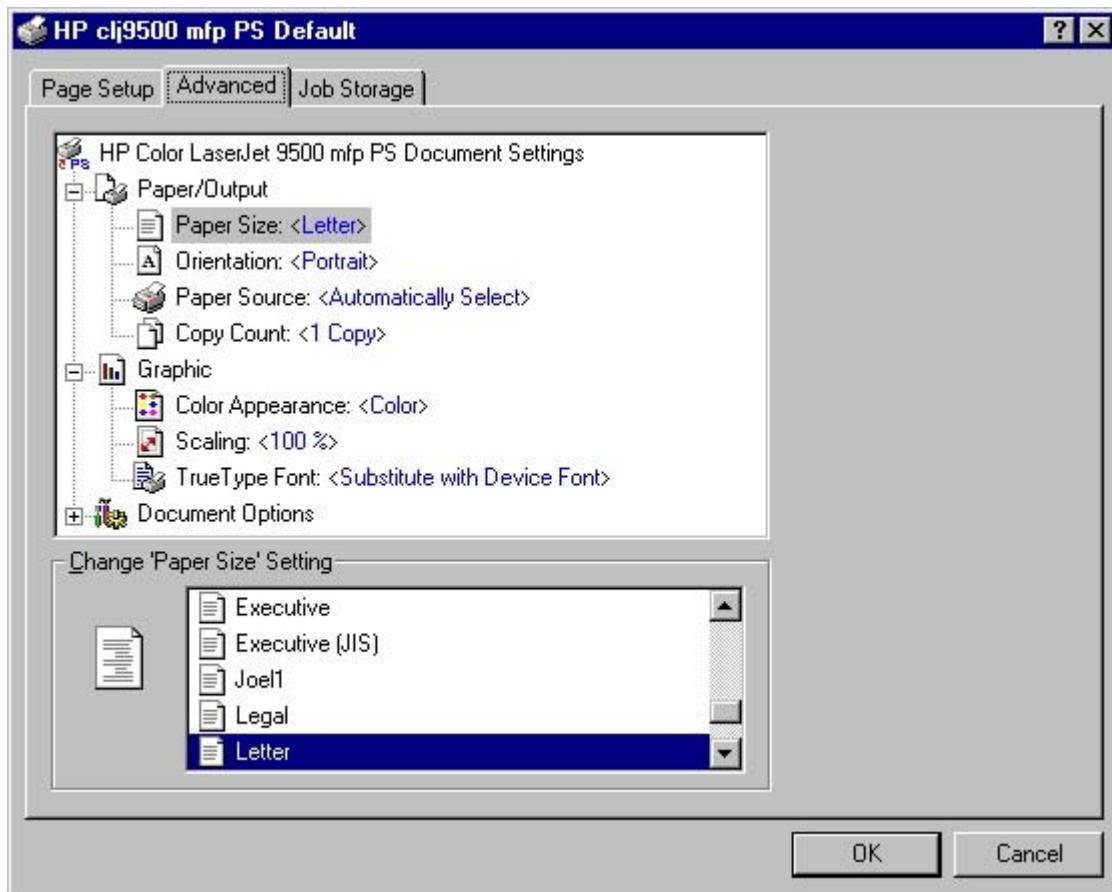 HP clj9500 mfp PS Default
Page Setup Advanced Job Storage
HP Color LaserJet 9500 mfp PS Document Settings
Paper/Output
Paper Size: <Letter>
Orientation: <Portrait>
Paper Source: <Automatically Select>
Copy Count: <1 Copy>
Graphic
Color Appearance: <Color>
Scaling: <100 %>
TrueType Font: <Substitute with Device Font>
Document Options
Change 'Paper Size' Setting
Executive
Executive (JIS)
Joel1
Legal
Letter
OK Cancel